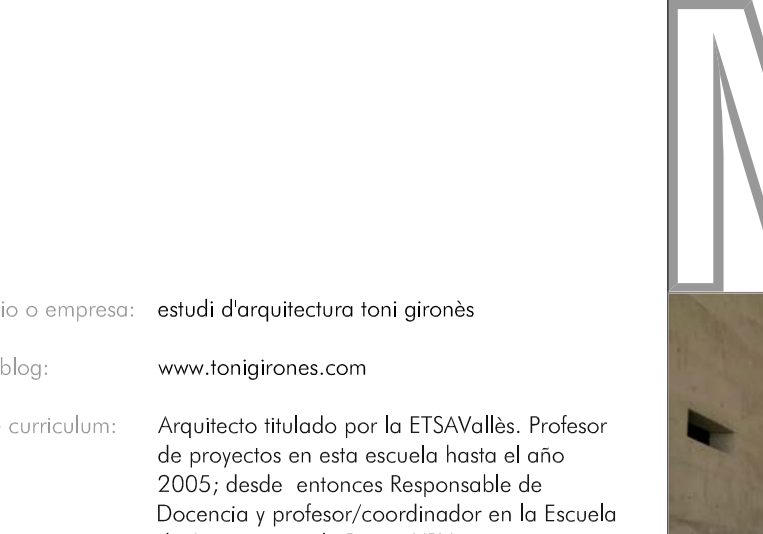 N
io o empresa: estudi d'arquitectura toni gironès
blog: www.tonigirones.com
curriculum: Arquitecto titulado por la ETSAVallès. Profesor
de proyectos en esta escuela hasta el año
2005; desde entonces Responsable de
Docencia y profesor/coordinador en la Escuela